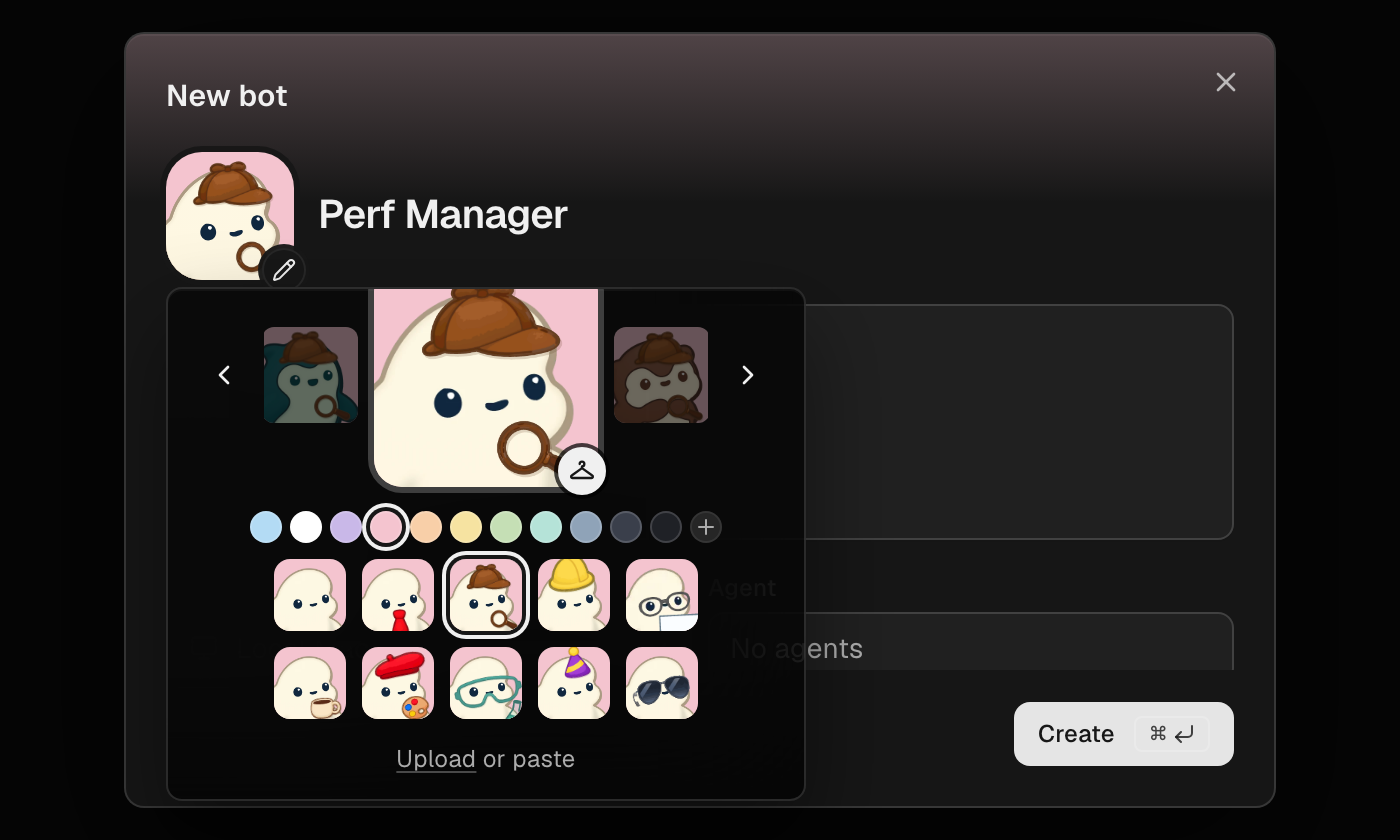 New bot
Perf Manager
Agent
No agents
Create ⌘
Upload or paste